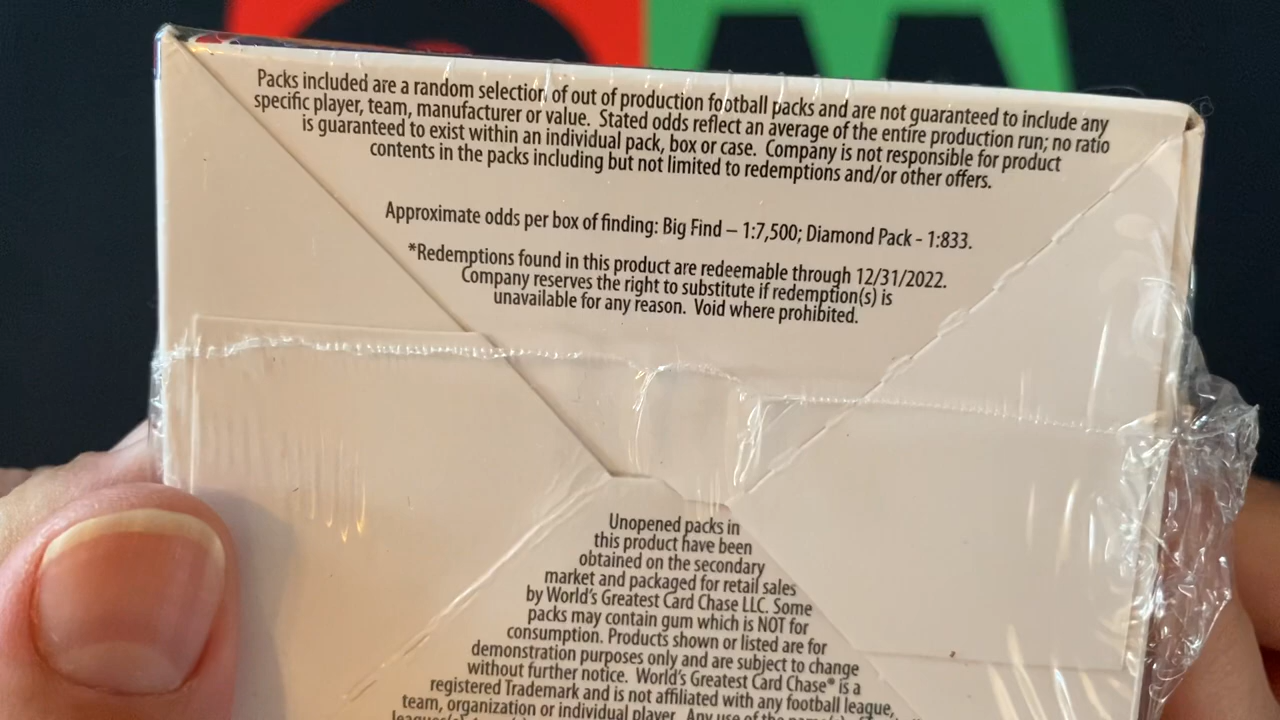 Packs included are a random selection of out of production football packs and are not guaranteed to include any
specific player, team, manufacturer or value. Stated odds reflect an average of the entire production run; no ratio
is guaranteed to exist within an individual pack, box or case. Company is not responsible for product
contents in the packs including but not limited to redemptions and/or other offers.
Approximate odds per box of finding: Big Find – 1:7,500; Diamond Pack - 1:833.
*Redemptions found in this product are redeemable through 12/31/2022.
Company reserves the right to substitute if redemption(s) is
unavailable for any reason. Void where prohibited.
Unopened packs in
this product have been
obtained on the secondary
market and packaged for retail sales
by World's Greatest Card Chase LLC. Some
packs may contain gum which is NOT for
consumption. Products shown or listed are for
demonstration purposes only and are subject to change
without further notice. World's Greatest Card Chase® is a
registered Trademark and is not affiliated with any football league,
team, organization or individual player. Any use of the